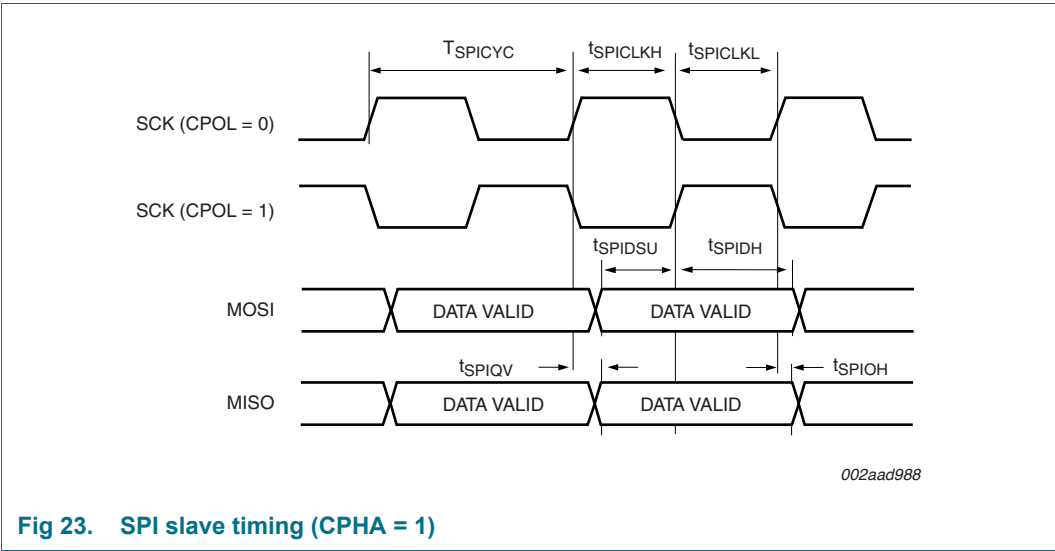 TSPICYC tSPICLKH tSPICLKL
SCK (CPOL = 0)
SCK (CPOL = 1)
tSPIDSU tSPIDH
MOSI DATA VALID DATA VALID
tSPIQV tSPIOH
MISO DATA VALID DATA VALID
002aad988
Fig 23. SPI slave timing (CPHA = 1)